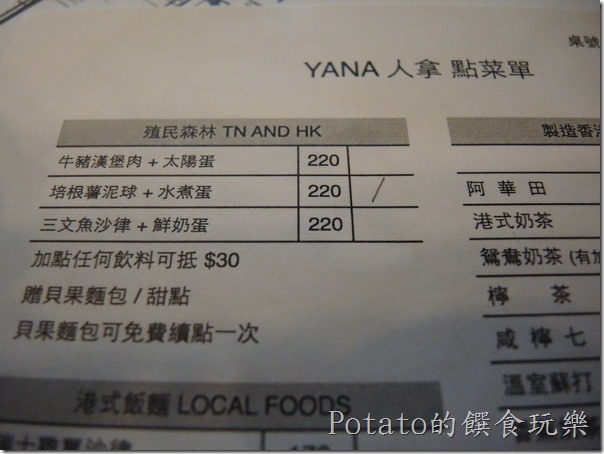 桌號
YANA 人拿 點菜單
殖民森林 TN AND HK
牛豬漢堡肉 + 太陽蛋 220
培根薯泥球 + 水煮蛋 220 /
三文魚沙律 + 鮮奶蛋 220
加點任何飲料可抵 $30
贈貝果麵包 / 甜點
貝果麵包可免費續點一次
港式飯麵 LOCAL FOODS
製造香
阿華田
港式奶茶
鴛鴦奶茶 (有
檸 茶
咸檸七
溫室蘇打
Potato的饌食玩樂